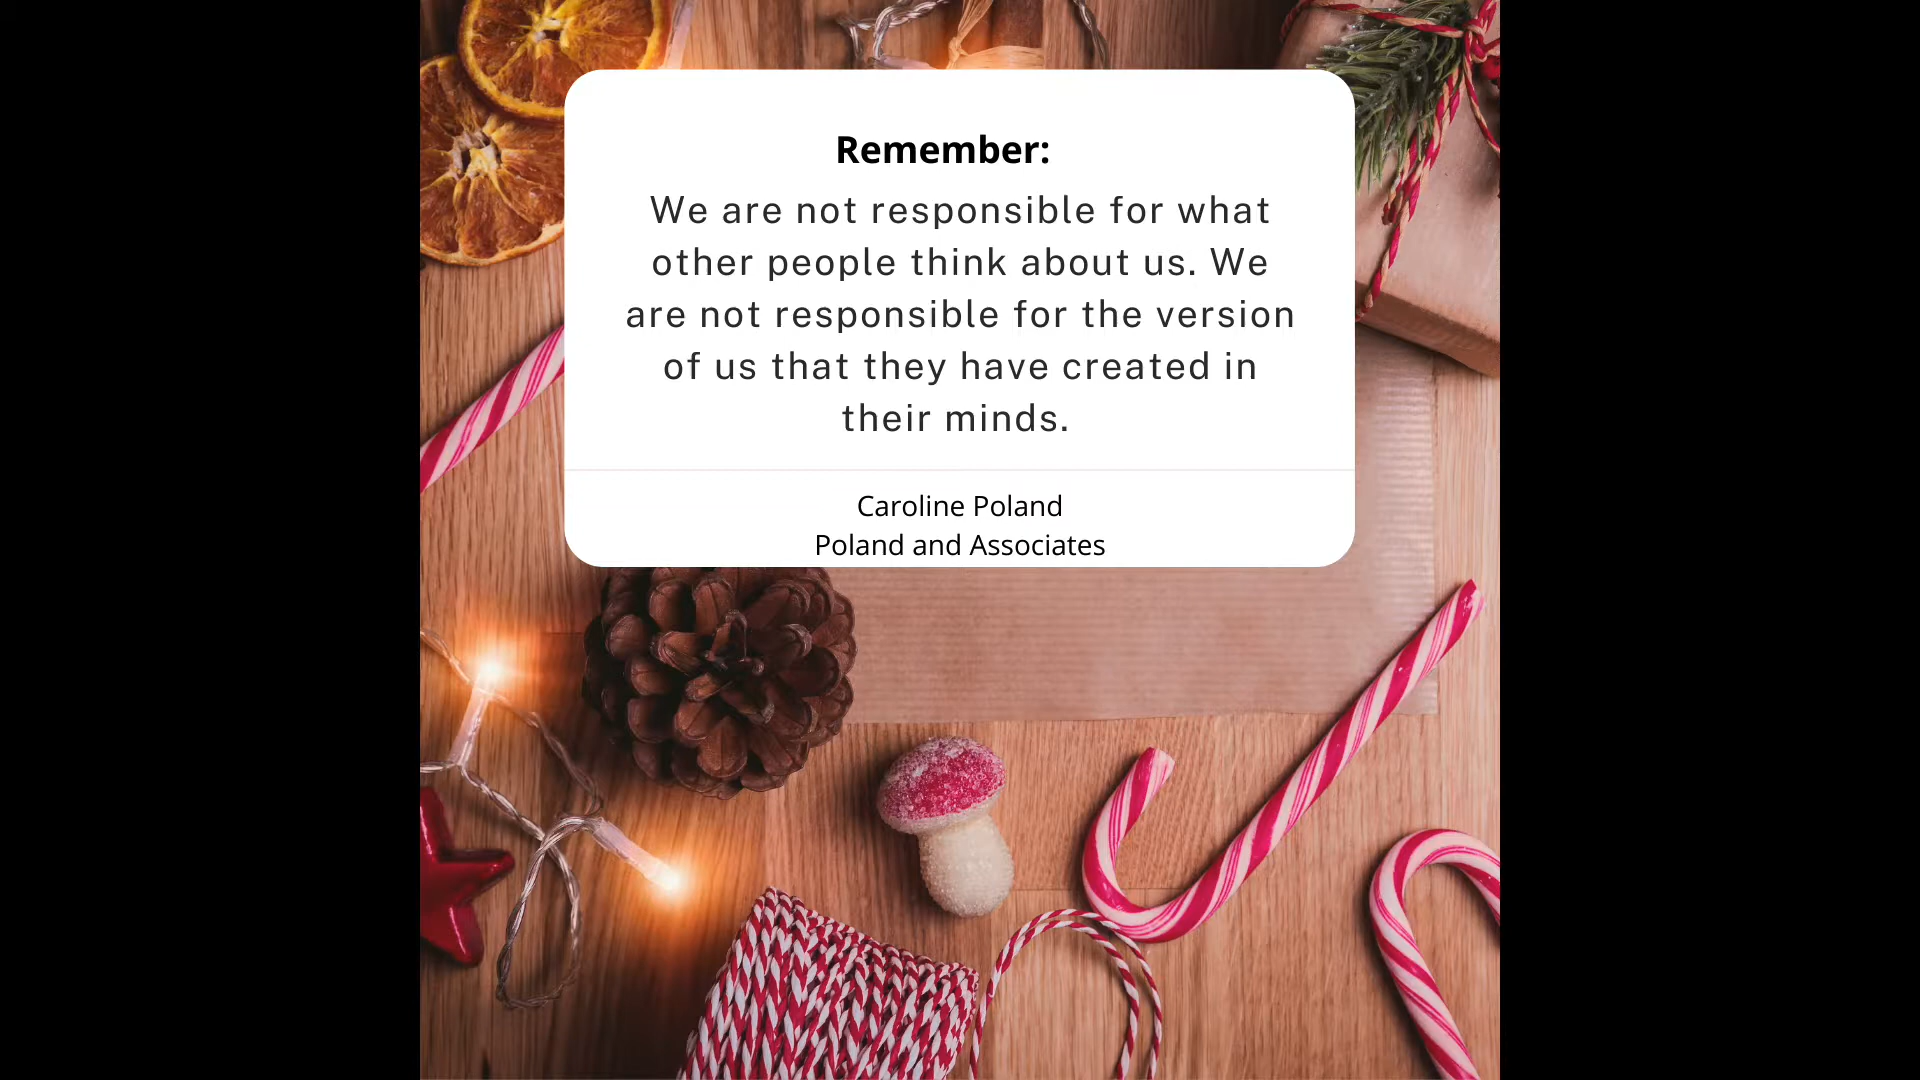 Remember:
We are not responsible for what
other people think about us. We
are not responsible for the version
of us that they have created in
their minds.
Caroline Poland
Poland and Associates